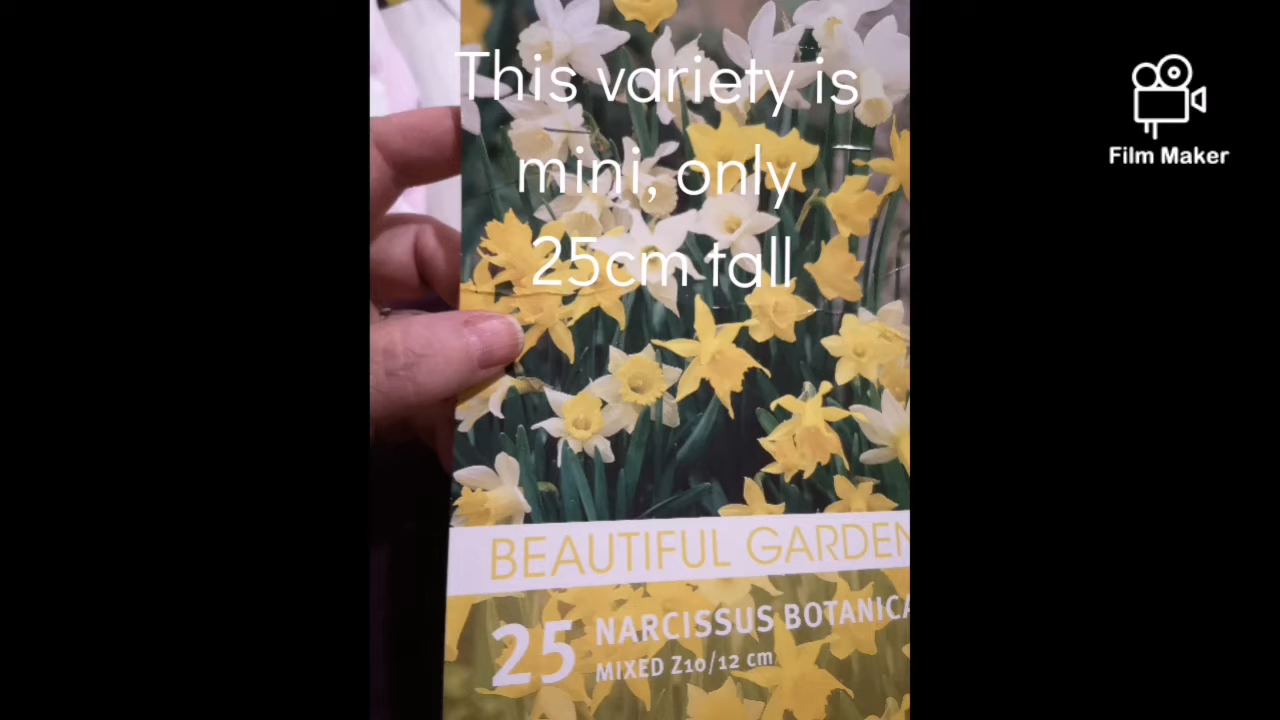 This variety is
mini, only
25cm tall
Film Maker
BEAUTIFUL GARDEN
25 NARCISSUS BOTANICA
MIXED Z10/12 cm